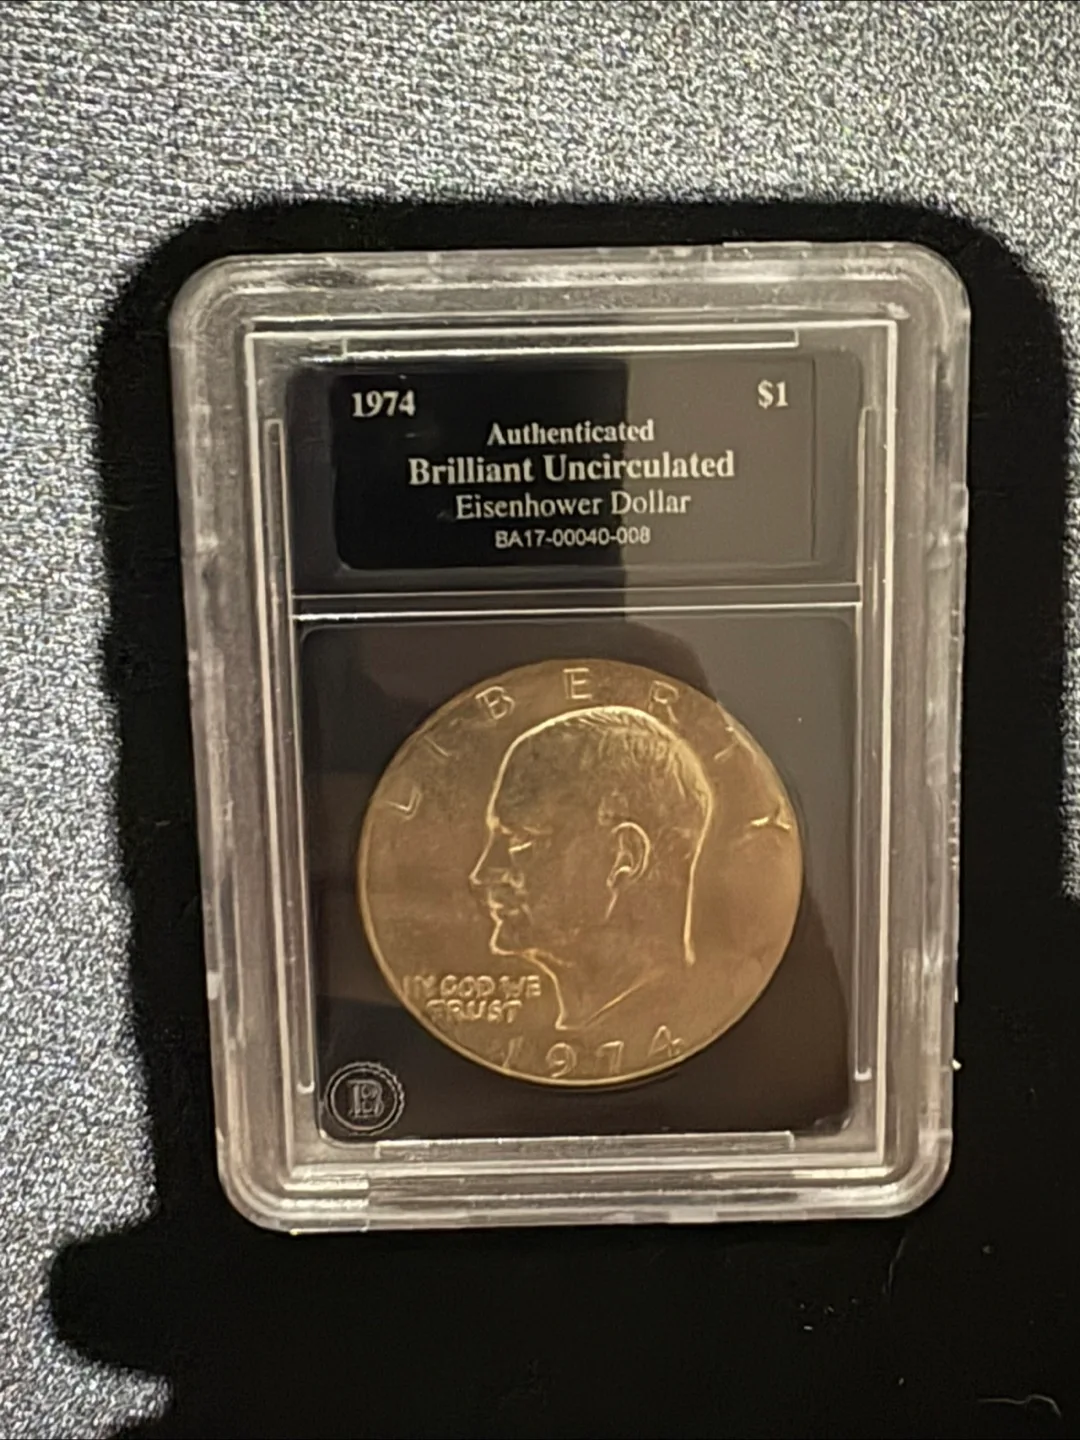 1974 $1
Authenticated
Brilliant Uncirculated
Eisenhower Dollar
BA17-00040-008
LIBERTY
IN GOD WE
TRUST
1974
B